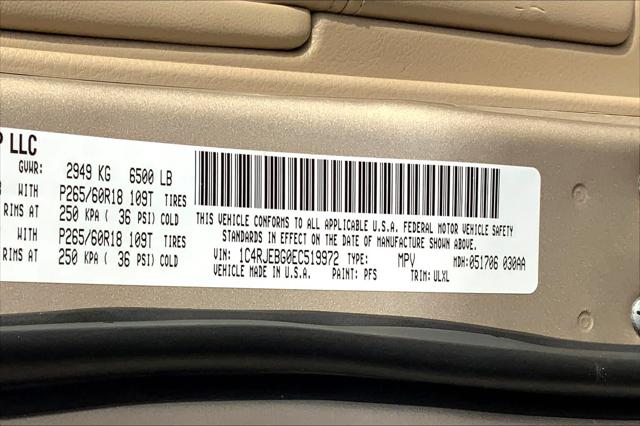 P LLC
GVWR: 2949 KG 6500 LB
WITH P265/60R18 109T TIRES
RIMS AT 250 KPA ( 36 PSI) COLD
WITH P265/60R18 109T TIRES
RIMS AT 250 KPA ( 36 PSI) COLD
THIS VEHICLE CONFORMS TO ALL APPLICABLE U.S.A. FEDERAL MOTOR VEHICLE SAFETY
STANDARDS IN EFFECT ON THE DATE OF MANUFACTURE SHOWN ABOVE.
VIN: 1C4RJEBG0EC519972 TYPE: MPV MDH: 051706 030AA
VEHICLE MADE IN U.S.A. PAINT: PFS TRIM: ULXL